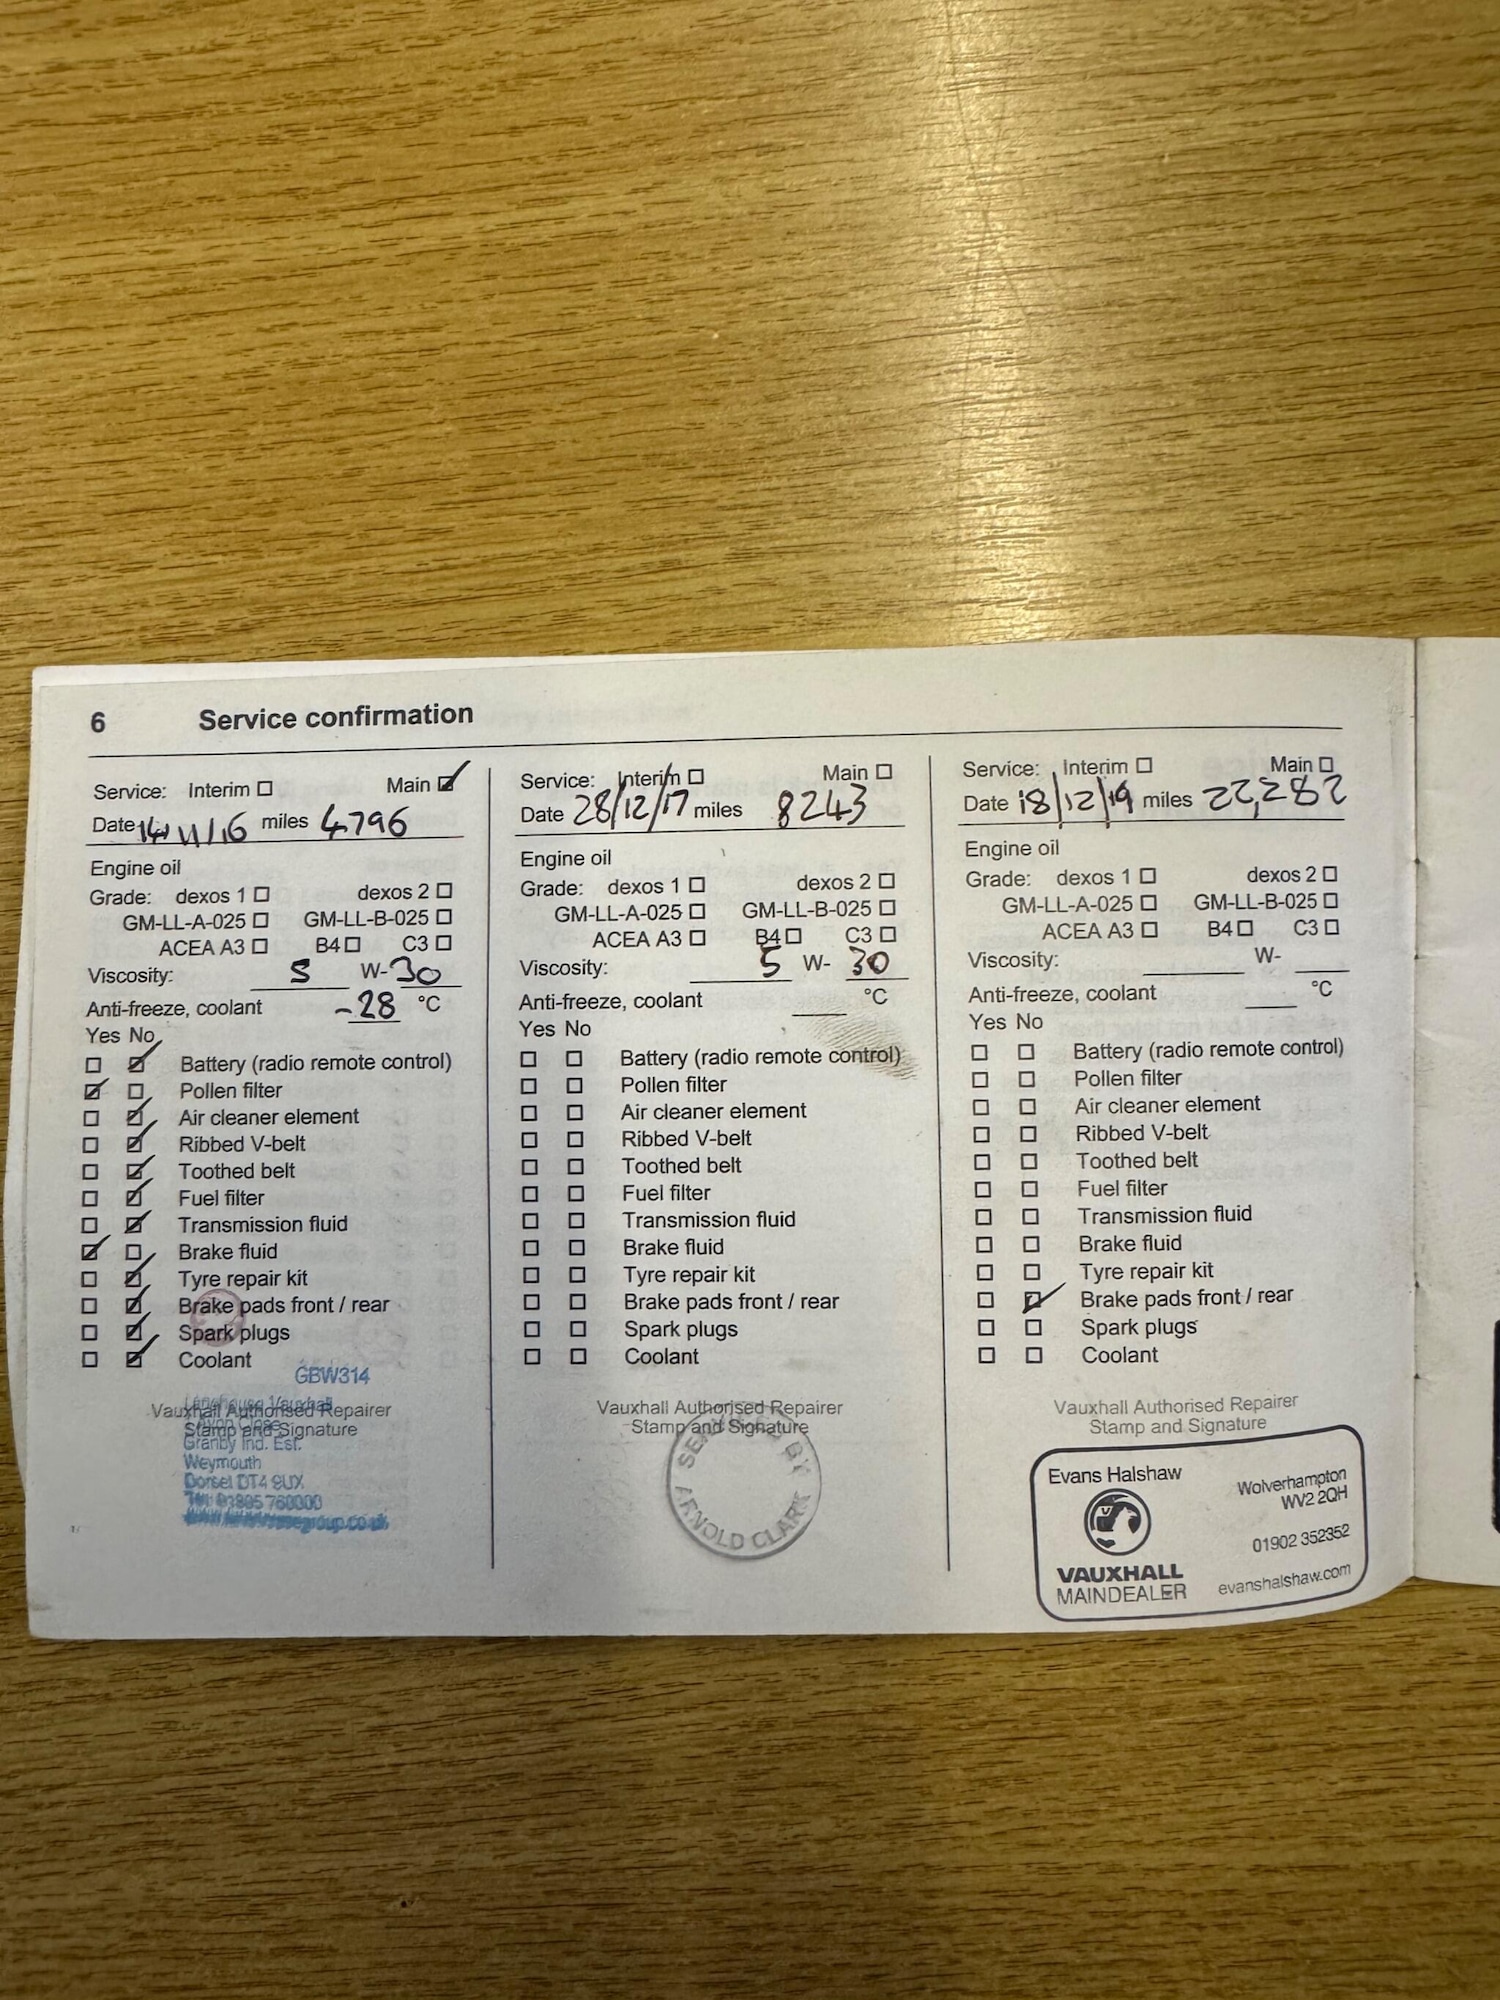 6 Service confirmation
Service: Interim Main
Date 14/11/16 miles 4796
Engine oil
Grade: dexos 1 dexos 2
GM-LL-A-025 GM-LL-B-025
ACEA A3 B4 C3
Viscosity: 5 W-30
Anti-freeze, coolant -28 °C
Yes No
Battery (radio remote control)
Pollen filter
Air cleaner element
Ribbed V-belt
Toothed belt
Fuel filter
Transmission fluid
Brake fluid
Tyre repair kit
Brake pads front / rear
Spark plugs
Coolant
GBW314
Vauxhall Authorised Repairer
Stamp and Signature
Lanehouse Vauxhall
Avon Close
Granby Ind. Est.
Weymouth
Dorset DT4 9UX
Tel: 01305 760000
Service: Interim Main
Date 28/12/17 miles 8243
Engine oil
Grade: dexos 1 dexos 2
GM-LL-A-025 GM-LL-B-025
ACEA A3 B4 C3
Viscosity: 5 W- 30
Anti-freeze, coolant °C
Yes No
Battery (radio remote control)
Pollen filter
Air cleaner element
Ribbed V-belt
Toothed belt
Fuel filter
Transmission fluid
Brake fluid
Tyre repair kit
Brake pads front / rear
Spark plugs
Coolant
Vauxhall Authorised Repairer
Stamp and Signature
SERVICED BY
ARNOLD CLARK
Service: Interim Main
Date 18/12/19 miles 22,282
Engine oil
Grade: dexos 1 dexos 2
GM-LL-A-025 GM-LL-B-025
ACEA A3 B4 C3
Viscosity: W-
Anti-freeze, coolant °C
Yes No
Battery (radio remote control)
Pollen filter
Air cleaner element
Ribbed V-belt
Toothed belt
Fuel filter
Transmission fluid
Brake fluid
Tyre repair kit
Brake pads front / rear
Spark plugs
Coolant
Vauxhall Authorised Repairer
Stamp and Signature
Evans Halshaw
VAUXHALL
MAINDEALER
Wolverhampton
WV2 2QH
01902 352352
evanshalshaw.com